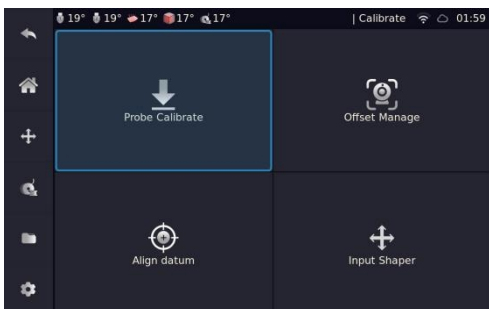 19° 19° 17° 17° 17° | Calibrate 01:59
Probe Calibrate
Offset Manage
Align datum
Input Shaper